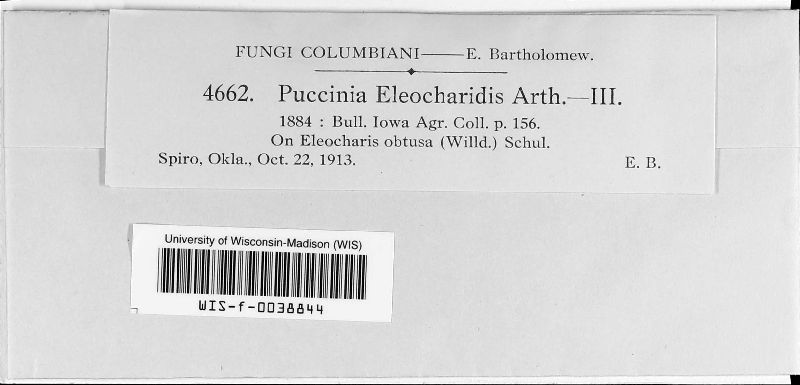 FUNGI COLUMBIANI—E. Bartholomew.
4662. Puccinia Eleocharidis Arth.—III.
1884 : Bull. Iowa Agr. Coll. p. 156.
On Eleocharis obtusa (Willd.) Schul.
Spiro, Okla., Oct. 22, 1913. E. B.
University of Wisconsin-Madison (WIS)
WIS-f-0038844